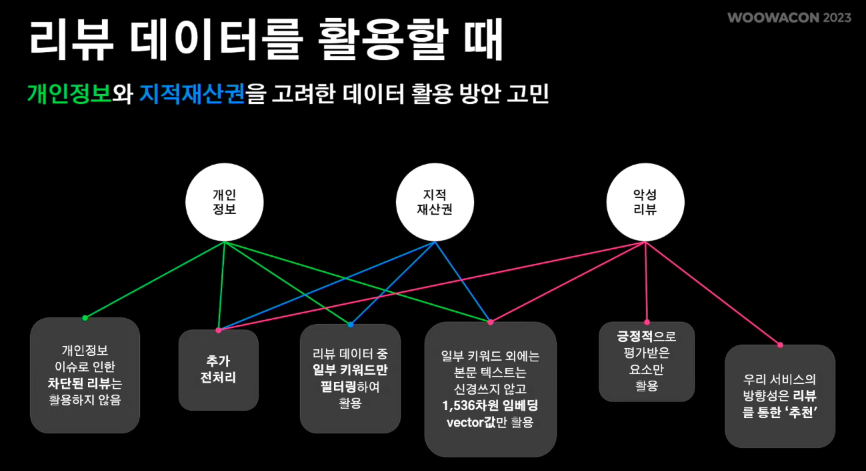 WOOWACON 2023
리뷰 데이터를 활용할 때
개인정보와 지적재산권을 고려한 데이터 활용 방안 고민
개인
정보
지적
재산권
악성
리뷰
개인정보
이슈로 인한
차단된 리뷰는
활용하지 않음
추가
전처리
리뷰 데이터 중
일부 키워드만
필터링하여
활용
일부 키워드 외에는
본문 텍스트는
신경쓰지 않고
1,536차원 임베딩
vector값만 활용
긍정적으로
평가받은
요소만
활용
우리 서비스의
방향성은 리뷰
를 통한 ‘추천’